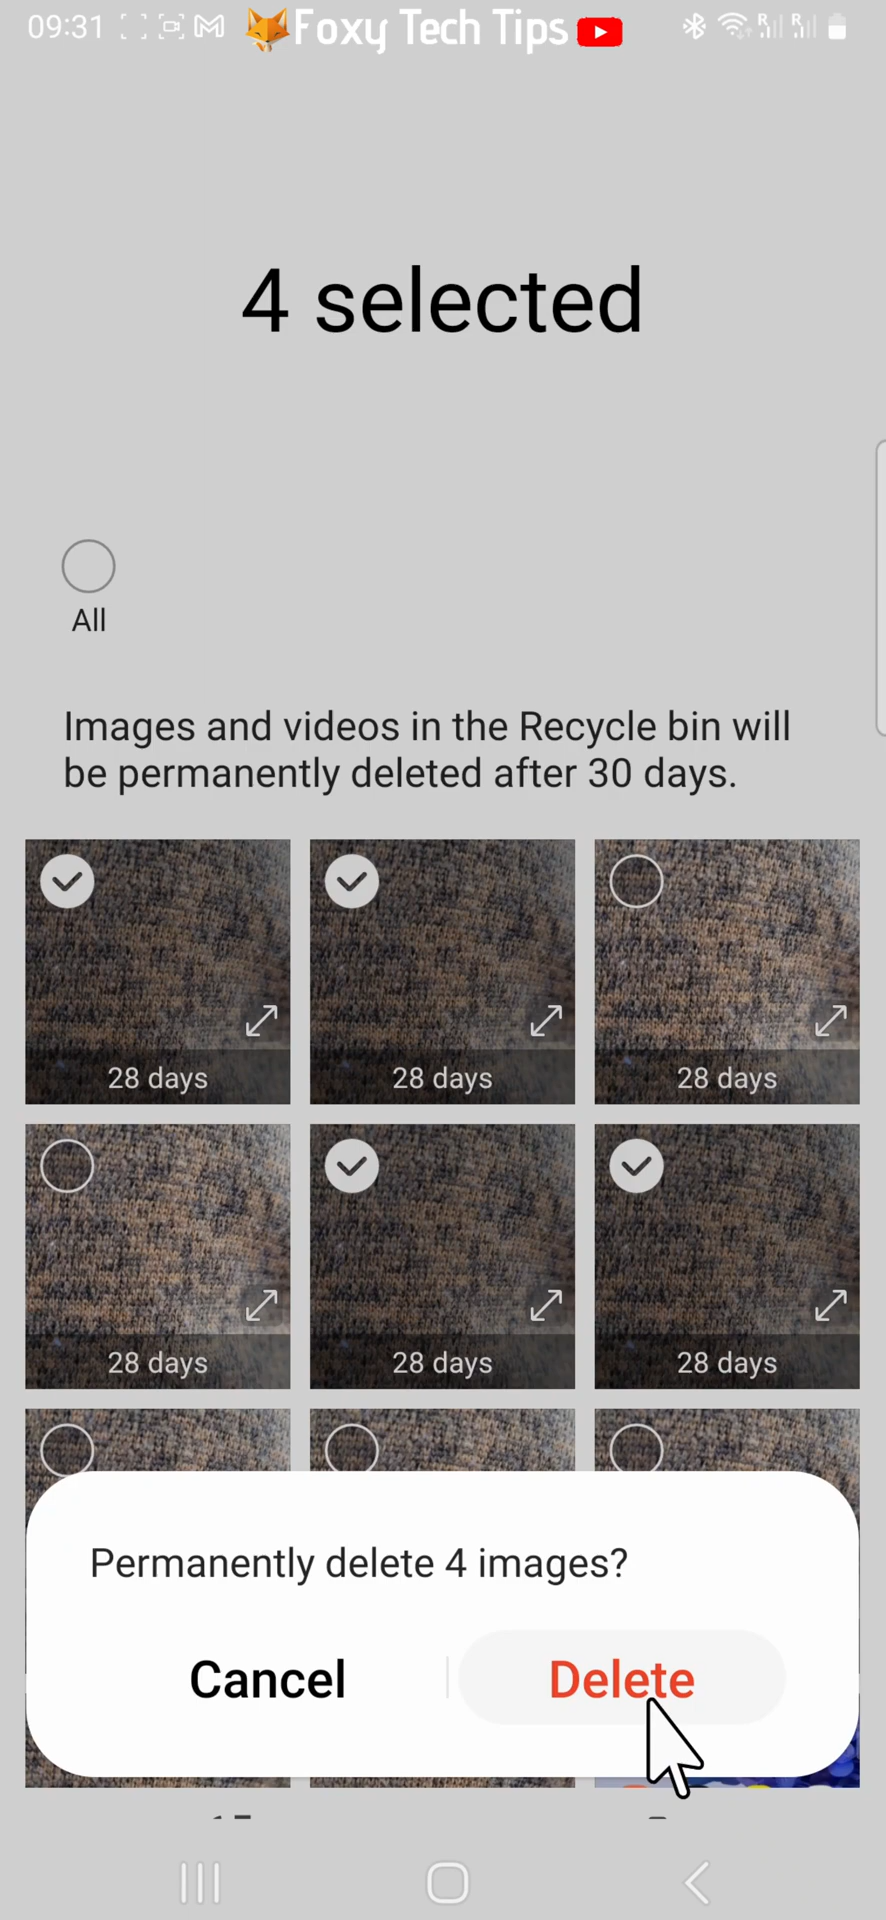 09:31 Foxy Tech Tips
4 selected
All
Images and videos in the Recycle bin will
be permanently deleted after 30 days.
28 days 28 days 28 days
28 days 28 days 28 days
Permanently delete 4 images?
Cancel Delete